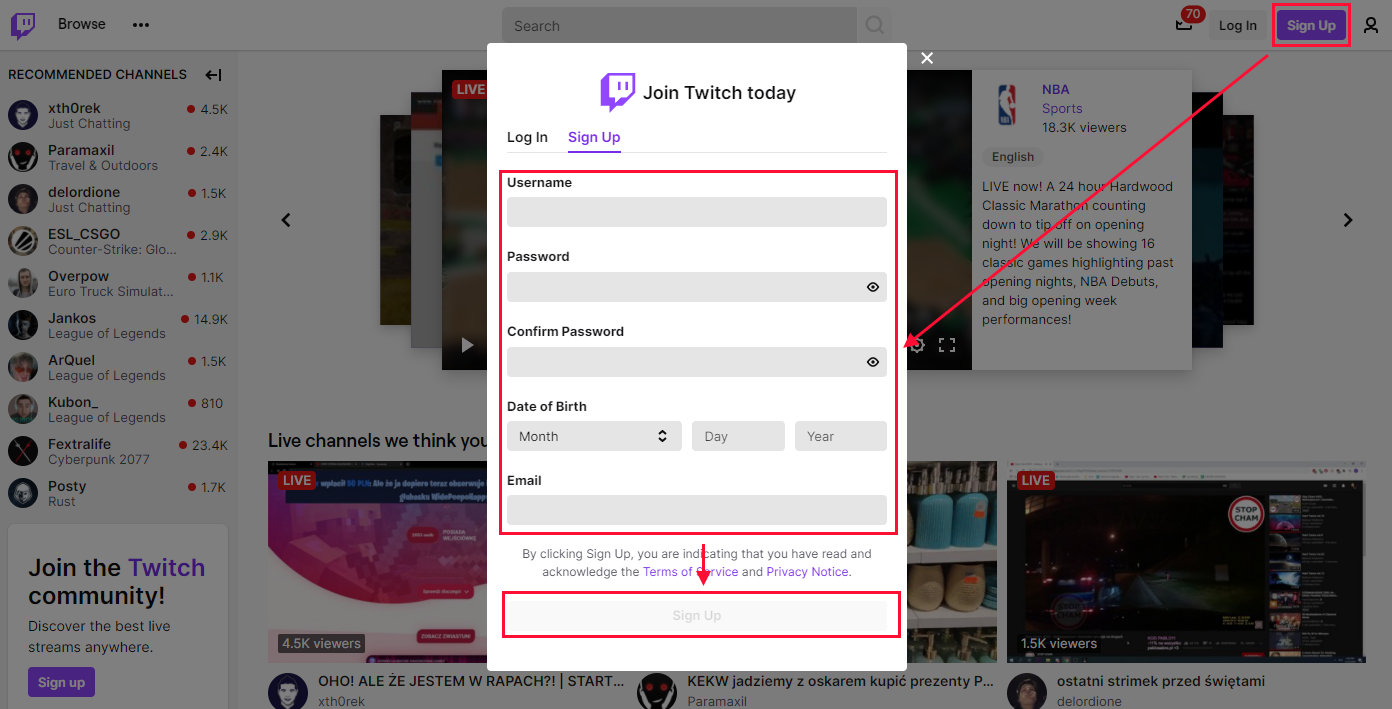 Browse
Search
70
Log In
Sign Up
RECOMMENDED CHANNELS
xth0rek
4.5K
Just Chatting
Paramaxil
2.4K
Travel & Outdoors
delordione
1.5K
Just Chatting
ESL_CSGO
2.9K
Counter-Strike: Glo...
Overpow
1.1K
Euro Truck Simulat...
Jankos
14.9K
League of Legends
ArQuel
1.5K
League of Legends
Kubon_
810
League of Legends
Fextralife
23.4K
Cyberpunk 2077
Posty
1.7K
Rust
Join the Twitch
community!
Discover the best live
streams anywhere.
Sign up
LIVE
Join Twitch today
Log In
Sign Up
Username
Password
Confirm Password
Date of Birth
Month
Day
Year
Email
By clicking Sign Up, you are indicating that you have read and
acknowledge the Terms of Service and Privacy Notice.
Sign Up
NBA
Sports
18.3K viewers
English
LIVE now! A 24 hour Hardwood
Classic Marathon counting
down to tip off on opening
night! We will be showing 16
classic games highlighting past
opening nights, NBA Debuts,
and big opening week
performances!
Live channels we think you
LIVE
4.5K viewers
OHO! ALE ŻE JESTEM W RAPACH?! | START...
xth0rek
KEKW jadziemy z oskarem kupić prezenty P...
Paramaxil
LIVE
STOP
CHAM
1.5K viewers
ostatni strimek przed świętami
delordione